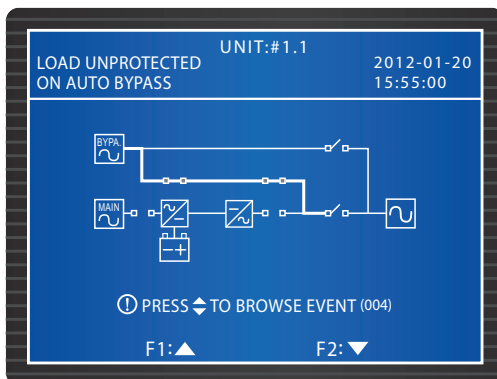 UNIT:#1.1
LOAD UNPROTECTED
ON AUTO BYPASS
2012-01-20
15:55:00
BYPA.
MAIN
PRESS TO BROWSE EVENT (004)
F1:
F2: